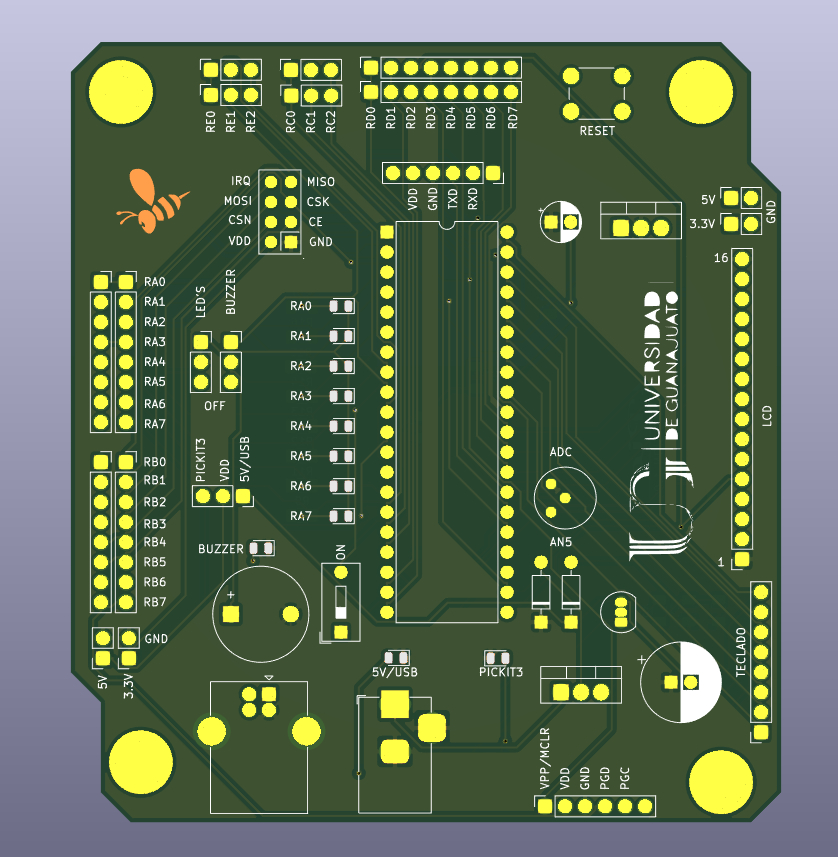 RE0
RE1
RE2
RC0
RC1
RC2
RD0
RD1
RD2
RD3
RD4
RD5
RD6
RD7
RESET
IRQ
MISO
MOSI
CSK
CSN
CE
VDD
GND
VDD
GND
TXD
RXD
+
5V
3.3V
GND
RA0
RA1
RA2
RA3
RA4
RA5
RA6
RA7
LED'S
BUZZER
OFF
RA0
RA1
RA2
RA3
RA4
RA5
RA6
RA7
16
LCD
1
UNIVERSIDAD
DE GUANAJUATO
RB0
RB1
RB2
RB3
RB4
RB5
RB6
RB7
PICKIT3
VDD
5V/USB
ADC
AN5
BUZZER
ON
+
GND
5V
3.3V
5V/USB
PICKIT3
+
TECLADO
VPP/MCLR
VDD
GND
PGD
PGC